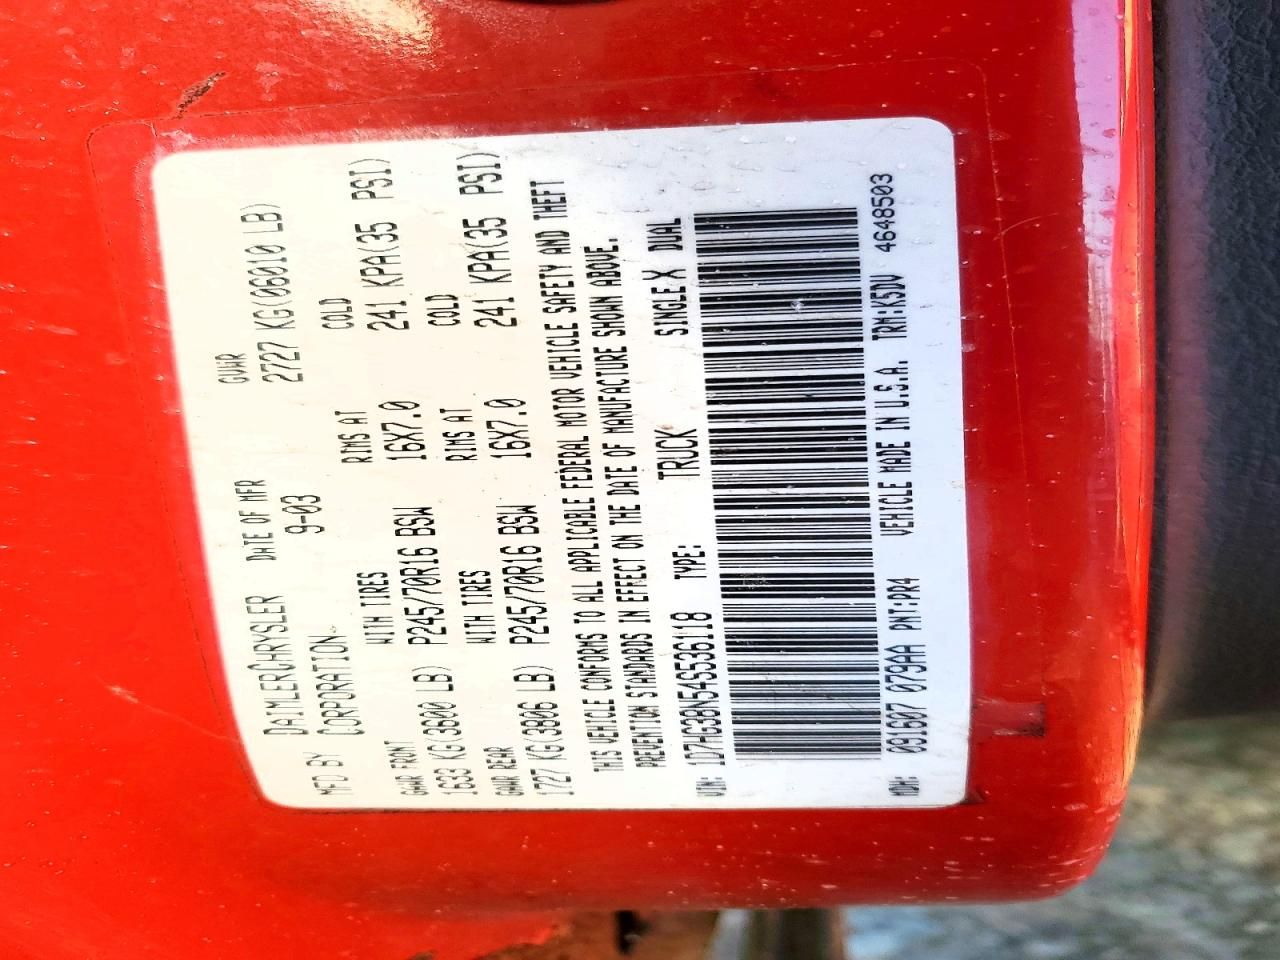 MFD BY DAIMLERCHRYSLER CORPORATION DATE OF MFR 9-03 GVWR 2727 KG(06010 LB)
GAWR FRONT WITH TIRES RIMS AT COLD
1633 KG(3600 LB) P245/70R16 BSW 16X7.0 241 KPA(35 PSI)
GAWR REAR WITH TIRES RIMS AT COLD
1727 KG(3806 LB) P245/70R16 BSW 16X7.0 241 KPA(35 PSI)
THIS VEHICLE CONFORMS TO ALL APPLICABLE FEDERAL MOTOR VEHICLE SAFETY AND THEFT
PREVENTION STANDARDS IN EFFECT ON THE DATE OF MANUFACTURE SHOWN ABOVE.
VIN: 1D7HG38N54S536118 TYPE: TRUCK SINGLE X DUAL
MDH: 091607 079AA PNT:PR4 VEHICLE MADE IN U.S.A. TRM:K5DV 4648503